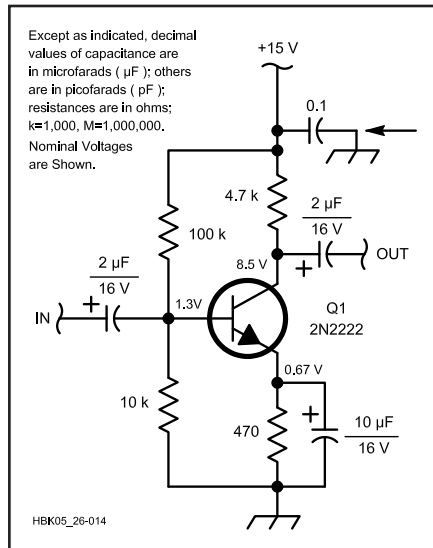 Except as indicated, decimal
values of capacitance are
in microfarads ( µF ); others
are in picofarads ( pF );
resistances are in ohms;
k=1,000, M=1,000,000.
Nominal Voltages
are Shown.
+15 V
0.1
4.7 k
100 k
2 µF
16 V
+
OUT
8.5 V
2 µF
16 V
+
IN
1.3V
Q1
2N2222
0.67 V
10 k
470
+
10 µF
16 V
HBK05_26-014